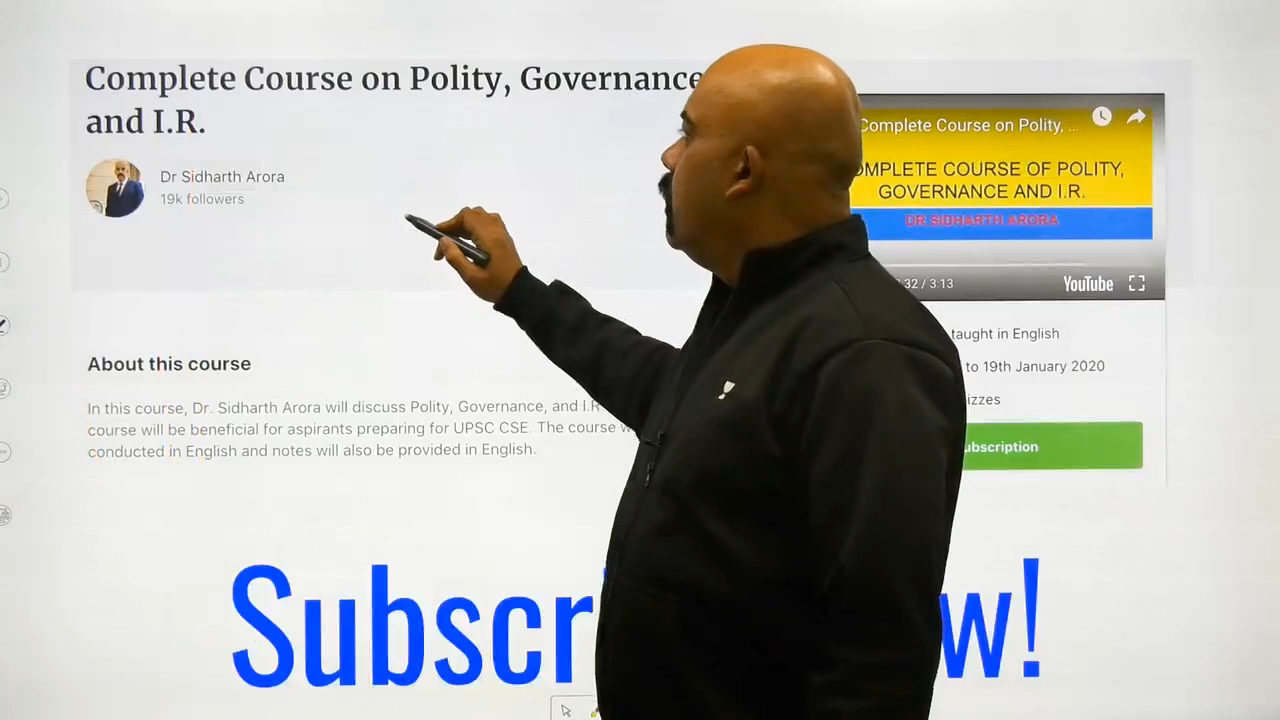 Complete Course on Polity, Governance
and I.R.
Dr Sidharth Arora
19k followers
Complete Course on Polity, ...
OMPLETE COURSE OF POLITY,
GOVERNANCE AND I.R.
DR SIDHARTH ARORA
32 / 3:13
YouTube
taught in English
to 19th January 2020
izzes
ubscription
About this course
In this course, Dr. Sidharth Arora will discuss Polity, Governance, and I.R
course will be beneficial for aspirants preparing for UPSC CSE. The course w
conducted in English and notes will also be provided in English.
Subscr w!